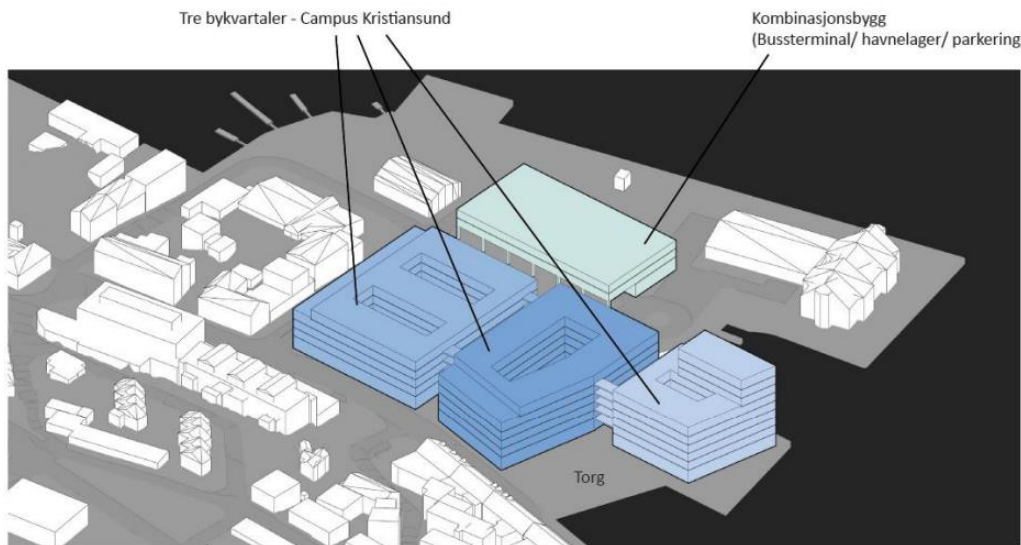 Tre bykvartaler - Campus Kristiansund
Kombinasjonsbygg
(Bussterminal/ havnelager/ parkering
Torg